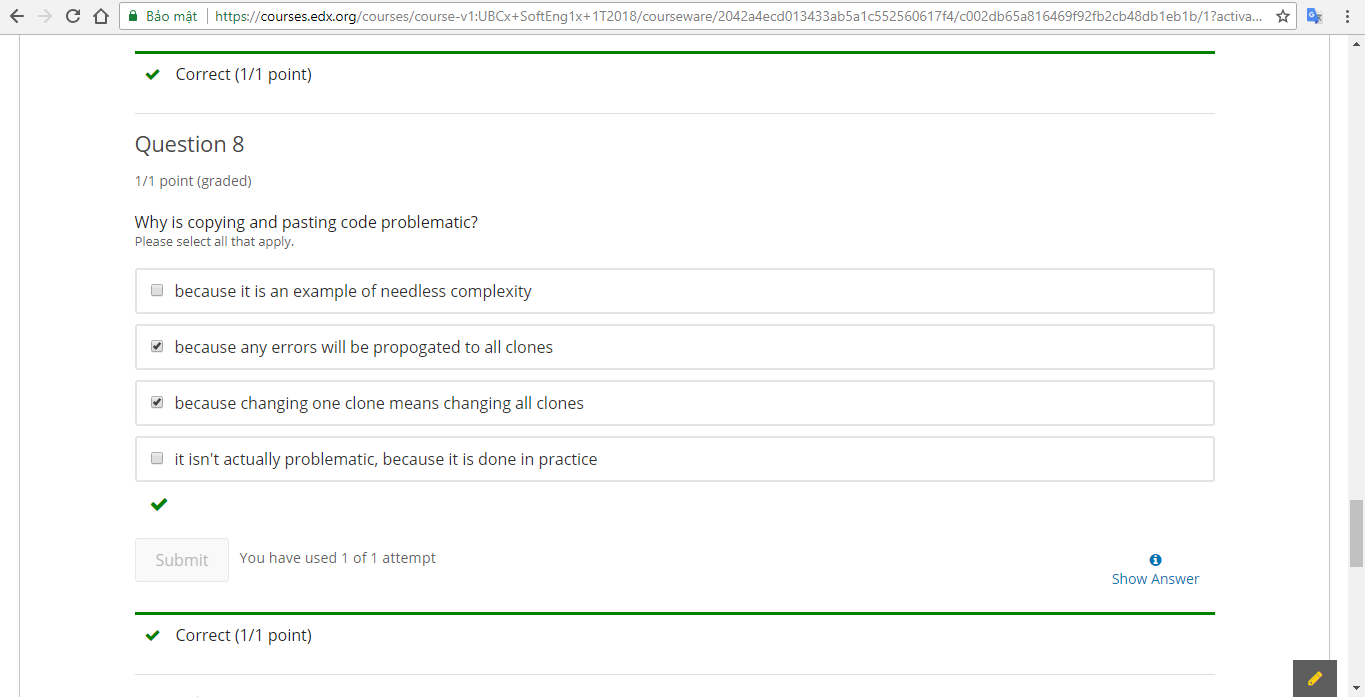 Bảo mật https://courses.edx.org/courses/course-v1:UBCx+SoftEng1x+1T2018/courseware/2042a4ecd013433ab5a1c552560617f4/c002db65a816469f92fb2cb48db1eb1b/1?activa...
Correct (1/1 point)
Question 8
1/1 point (graded)
Why is copying and pasting code problematic?
Please select all that apply.
because it is an example of needless complexity
because any errors will be propogated to all clones
because changing one clone means changing all clones
it isn't actually problematic, because it is done in practice
Submit You have used 1 of 1 attempt
Show Answer
Correct (1/1 point)